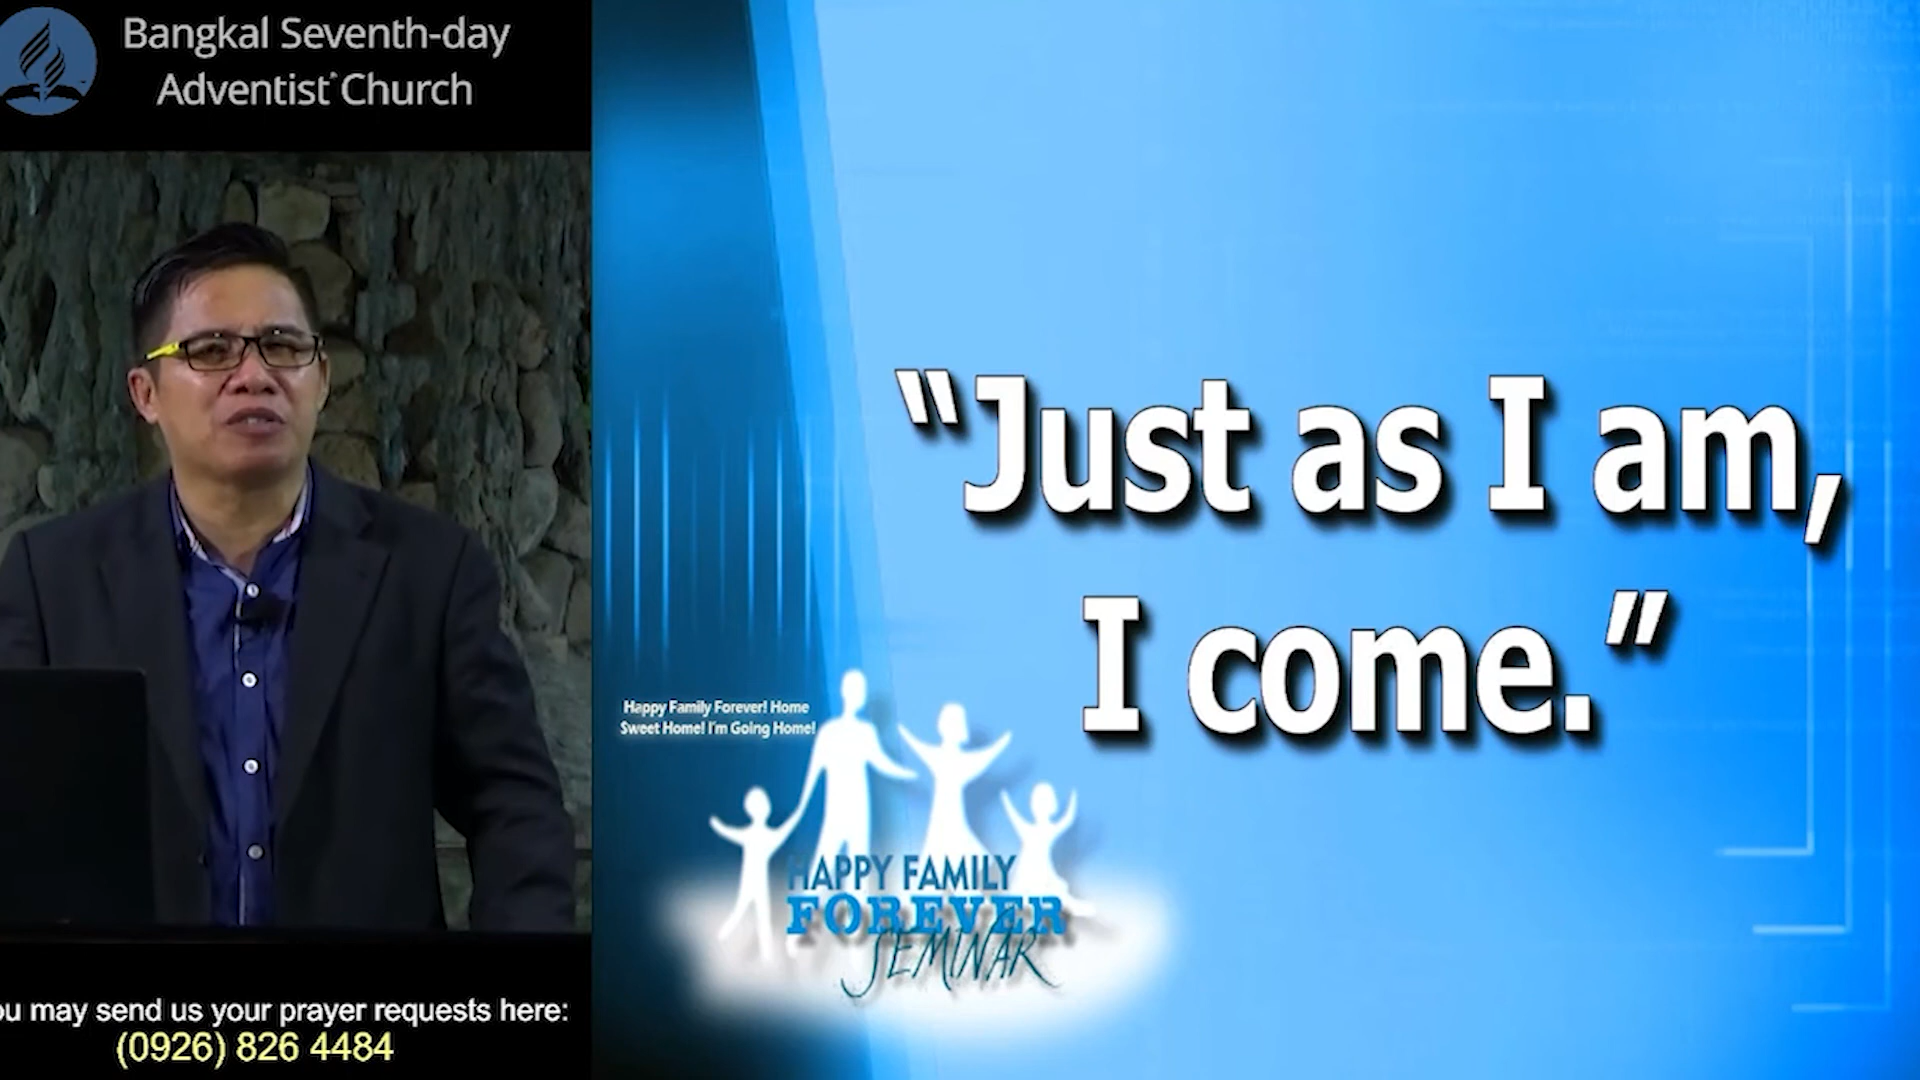 Bangkal Seventh-day
Adventist Church
“Just as I am,
I come.”
Happy Family Forever! Home
Sweet Home! I'm Going Home!
HAPPY FAMILY
FOREVER
SEMINAR
ou may send us your prayer requests here:
(0926) 826 4484